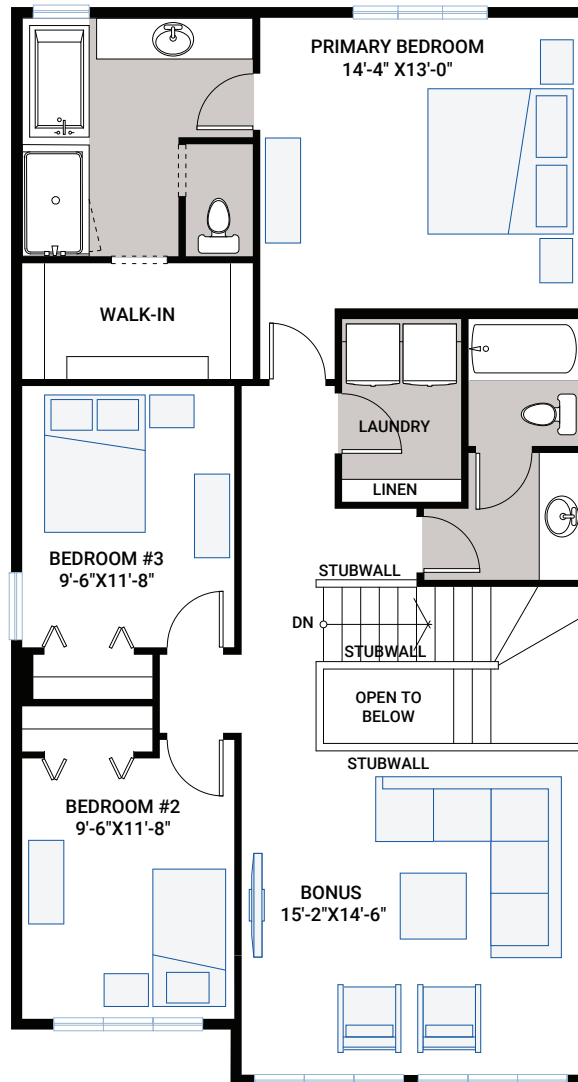 PRIMARY BEDROOM
14'-4" X13'-0"
WALK-IN
LAUNDRY
LINEN
BEDROOM #3
9'-6"X11'-8"
STUBWALL
DN
STUBWALL
OPEN TO
BELOW
STUBWALL
BEDROOM #2
9'-6"X11'-8"
BONUS
15'-2"X14'-6"